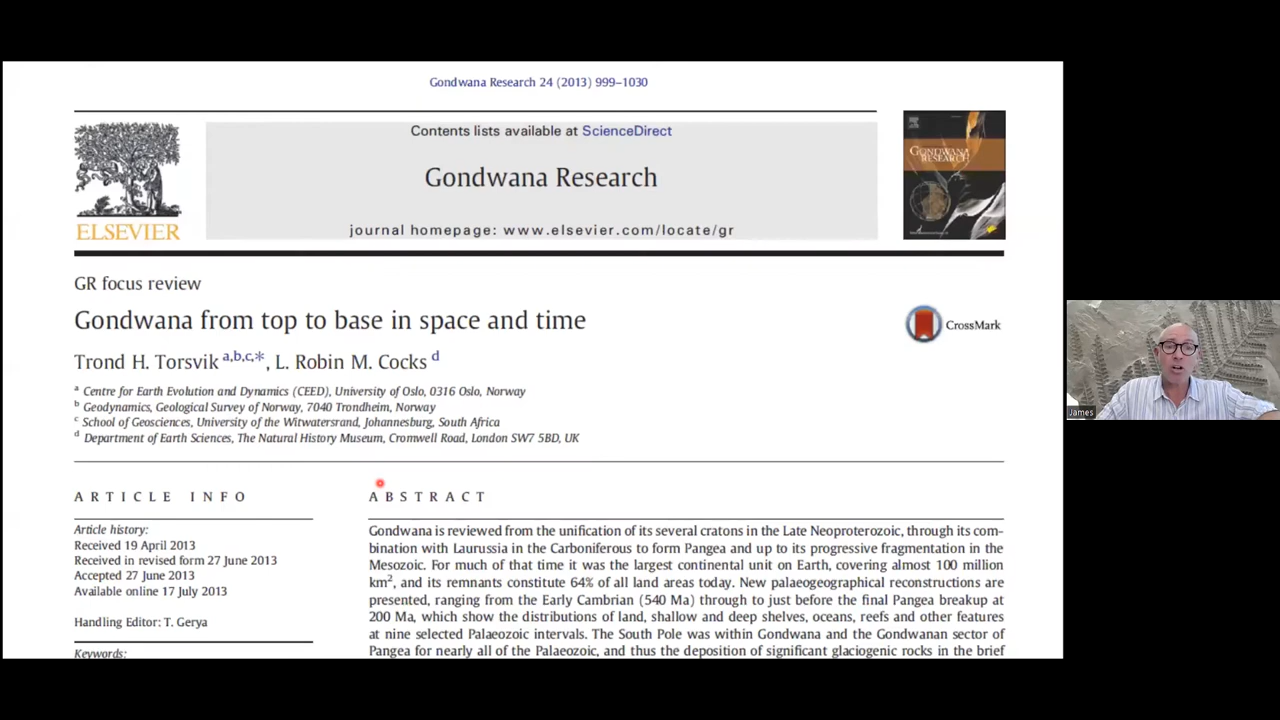 Gondwana Research 24 (2013) 999–1030
Contents lists available at ScienceDirect
Gondwana Research
journal homepage: www.elsevier.com/locate/gr
ELSEVIER
GONDWANA
RESEARCH
GR focus review
Gondwana from top to base in space and time
CrossMark
Trond H. Torsvik a,b,c,*, L. Robin M. Cocks d
a Centre for Earth Evolution and Dynamics (CEED), University of Oslo, 0316 Oslo, Norway
b Geodynamics, Geological Survey of Norway, 7040 Trondheim, Norway
c School of Geosciences, University of the Witwatersrand, Johannesburg, South Africa
d Department of Earth Sciences, The Natural History Museum, Cromwell Road, London SW7 5BD, UK
ARTICLE INFO
Article history:
Received 19 April 2013
Received in revised form 27 June 2013
Accepted 27 June 2013
Available online 17 July 2013
Handling Editor: T. Gerya
Keywords:
ABSTRACT
Gondwana is reviewed from the unification of its several cratons in the Late Neoproterozoic, through its com-
bination with Laurussia in the Carboniferous to form Pangea and up to its progressive fragmentation in the
Mesozoic. For much of that time it was the largest continental unit on Earth, covering almost 100 million
km2, and its remnants constitute 64% of all land areas today. New palaeogeographical reconstructions are
presented, ranging from the Early Cambrian (540 Ma) through to just before the final Pangea breakup at
200 Ma, which show the distributions of land, shallow and deep shelves, oceans, reefs and other features
at nine selected Palaeozoic intervals. The South Pole was within Gondwana and the Gondwanan sector of
Pangea for nearly all of the Palaeozoic, and thus the deposition of significant glaciogenic rocks in the brief
James